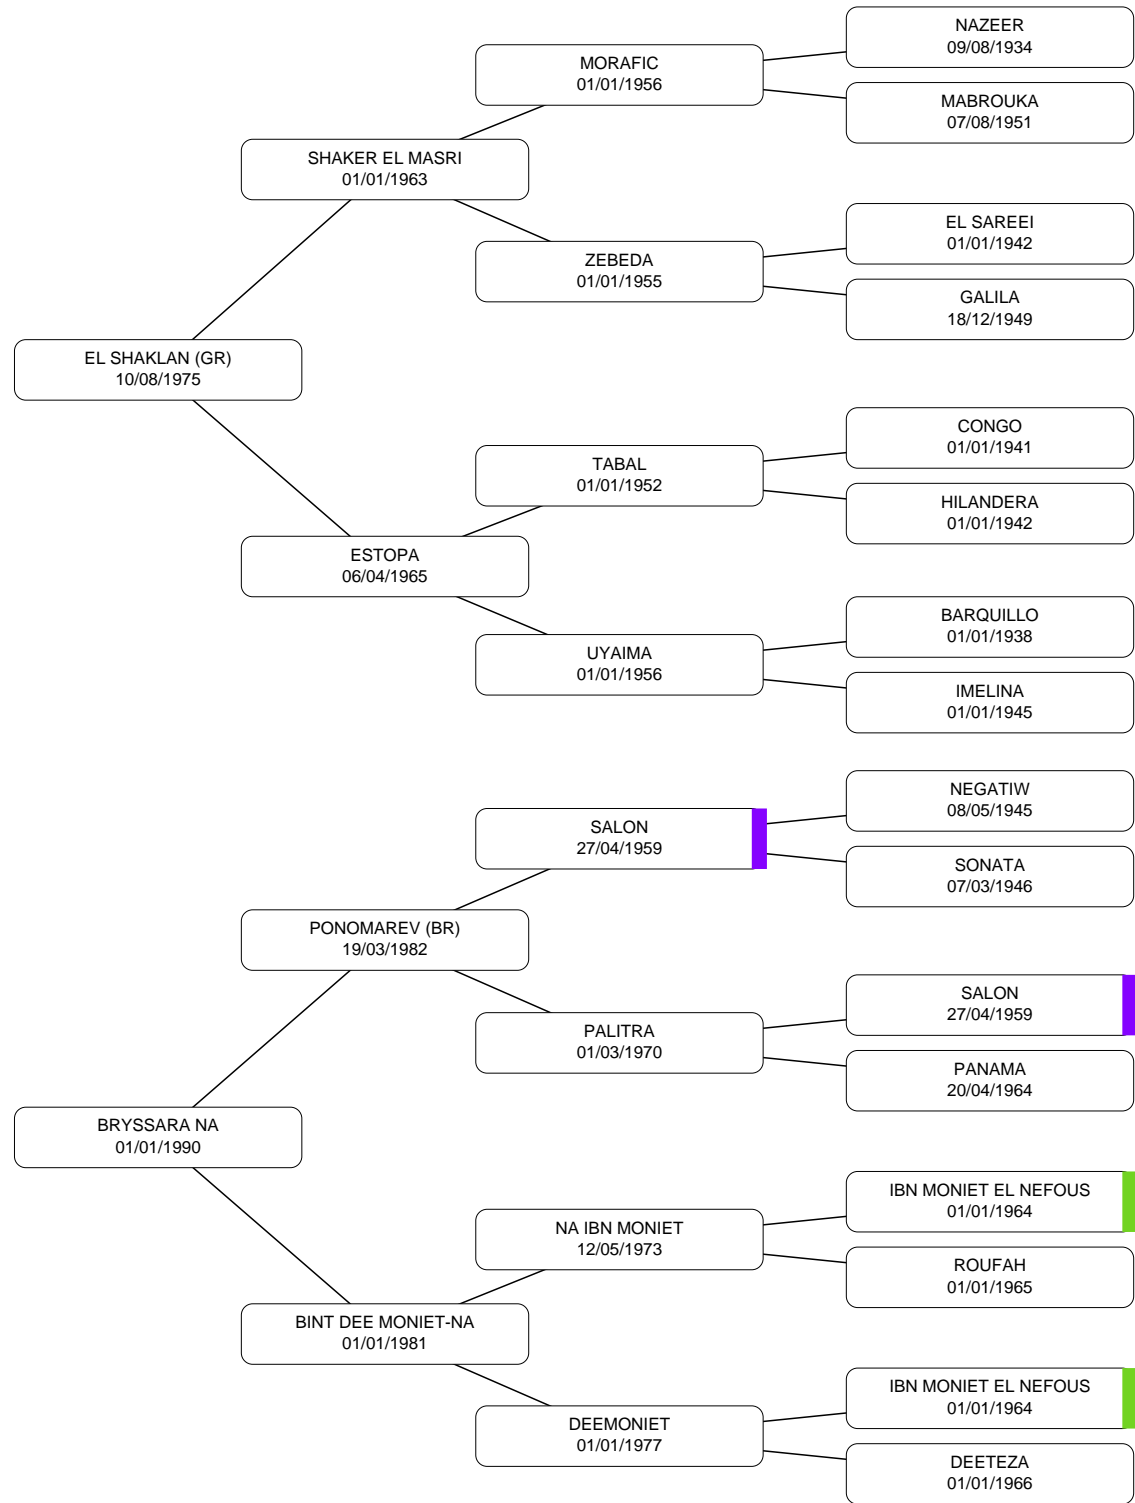 NAZEER
09/08/1934
MORAFIC
01/01/1956
MABROUKA
07/08/1951
SHAKER EL MASRI
01/01/1963
EL SAREEI
01/01/1942
ZEBEDA
01/01/1955
GALILA
18/12/1949
EL SHAKLAN (GR)
10/08/1975
CONGO
01/01/1941
TABAL
01/01/1952
HILANDERA
01/01/1942
ESTOPA
06/04/1965
BARQUILLO
01/01/1938
UYAIMA
01/01/1956
IMELINA
01/01/1945
NEGATIW
08/05/1945
SALON
27/04/1959
SONATA
07/03/1946
PONOMAREV (BR)
19/03/1982
SALON
27/04/1959
PALITRA
01/03/1970
PANAMA
20/04/1964
BRYSSARA NA
01/01/1990
IBN MONIET EL NEFOUS
01/01/1964
NA IBN MONIET
12/05/1973
ROUFAH
01/01/1965
BINT DEE MONIET-NA
01/01/1981
IBN MONIET EL NEFOUS
01/01/1964
DEEMONIET
01/01/1977
DEETEZA
01/01/1966